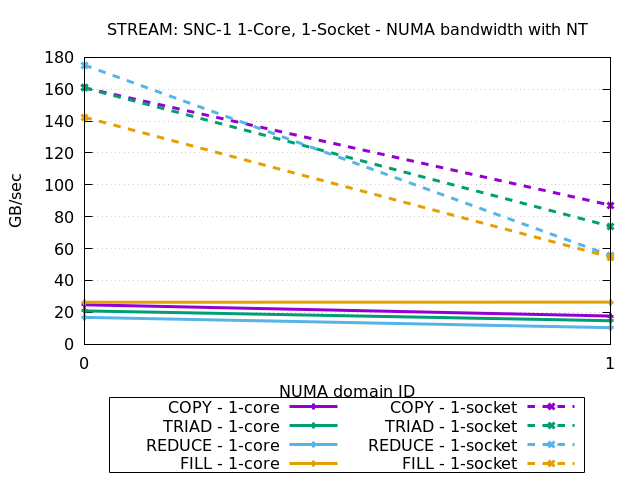 STREAM: SNC-1 1-Core, 1-Socket - NUMA bandwidth with NT
180
160
140
120
100
80
60
40
20
0
GB/sec
0 1
NUMA domain ID
COPY - 1-core COPY - 1-socket
TRIAD - 1-core TRIAD - 1-socket
REDUCE - 1-core REDUCE - 1-socket
FILL - 1-core FILL - 1-socket